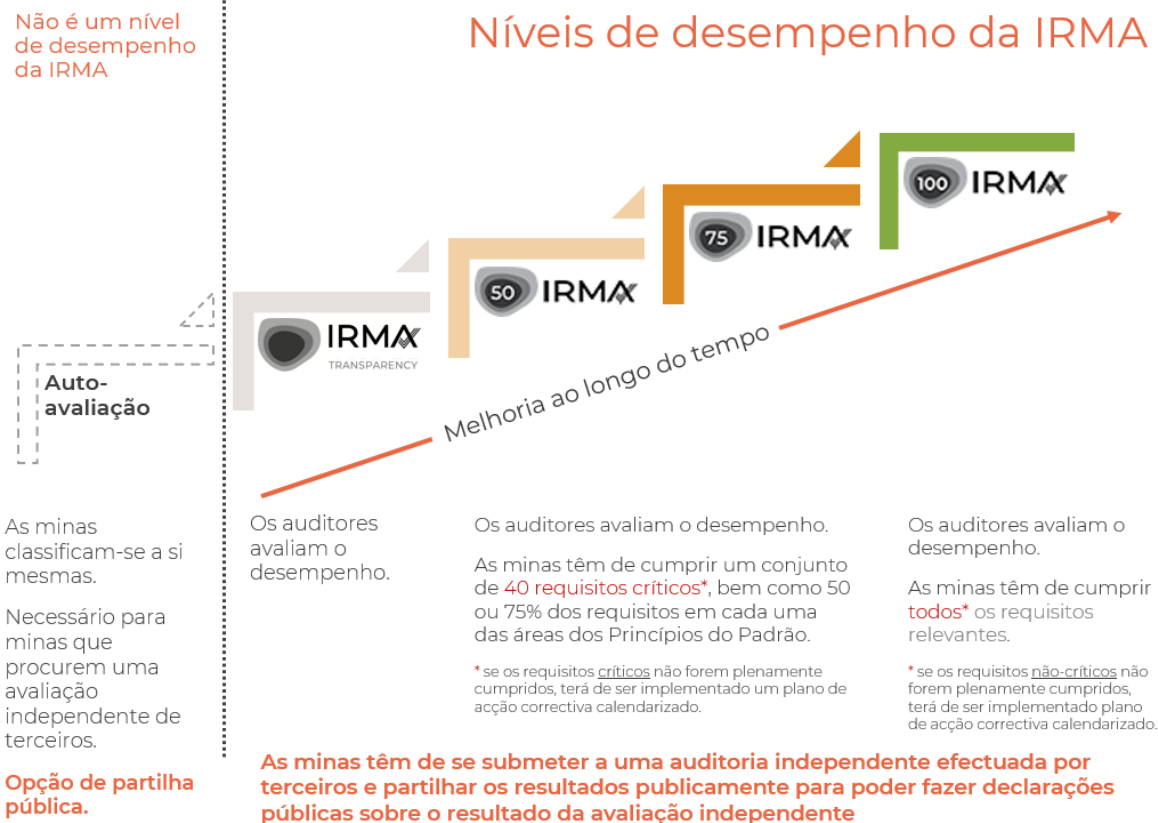 Não é um nível
de desempenho
da IRMA
Níveis de desempenho da IRMA
100 IRMA
75 IRMA
50 IRMA
IRMA
TRANSPARENCY
Auto-
avaliação
Melhoria ao longo do tempo
As minas
classificam-se a si
mesmas.
Necessário para
minas que
procurem uma
avaliação
independente de
terceiros.
Opção de partilha
pública.
Os auditores
avaliam o
desempenho.
Os auditores avaliam o desempenho.
As minas têm de cumprir um conjunto
de 40 requisitos críticos*, bem como 50
ou 75% dos requisitos em cada uma
das áreas dos Princípios do Padrão.
* se os requisitos críticos não forem plenamente
cumpridos, terá de ser implementado um plano de
acção correctiva calendarizado.
Os auditores avaliam o
desempenho.
As minas têm de cumprir
todos* os requisitos
relevantes.
* se os requisitos não-críticos não
forem plenamente cumpridos,
terá de ser implementado plano
de acção correctiva calendarizado.
As minas têm de se submeter a uma auditoria independente efectuada por
terceiros e partilhar os resultados publicamente para poder fazer declarações
públicas sobre o resultado da avaliação independente